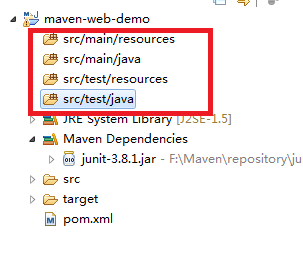 maven-web-demo
src/main/resources
src/main/java
src/test/resources
src/test/java
JRE System Library [J2SE-1.5]
Maven Dependencies
junit-3.8.1.jar - F:\Maven\repository\ju
src
target
pom.xml